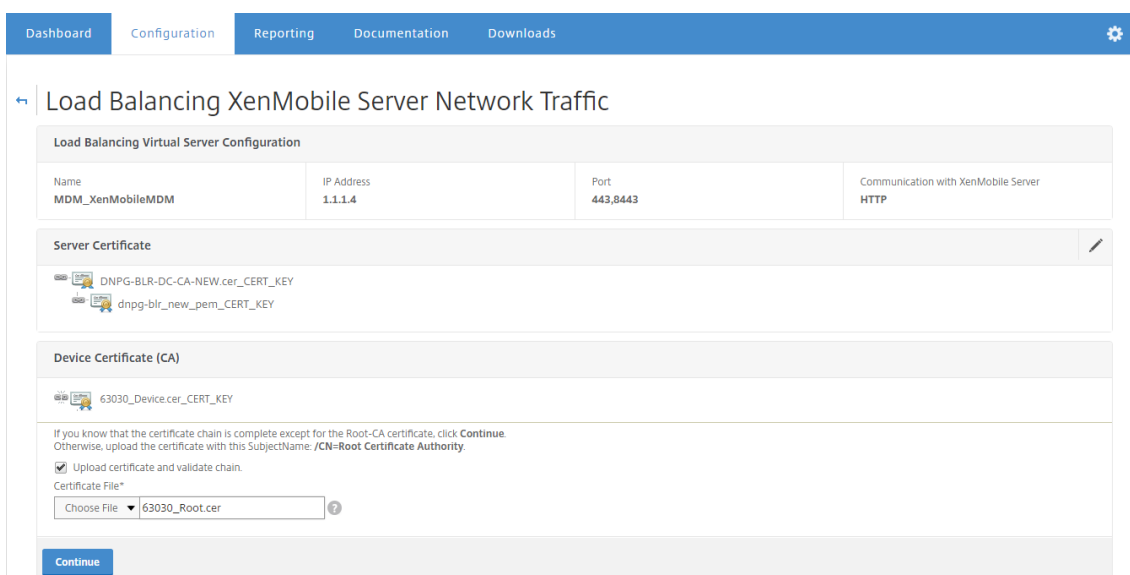 Dashboard Configuration Reporting Documentation Downloads
Load Balancing XenMobile Server Network Traffic
Load Balancing Virtual Server Configuration
Name IP Address Port Communication with XenMobile Server
MDM_XenMobileMDM 1.1.1.4 443,8443 HTTP
Server Certificate
DNPG-BLR-DC-CA-NEW.cer_CERT_KEY
dnpg-blr_new_pem_CERT_KEY
Device Certificate (CA)
63030_Device.cer_CERT_KEY
If you know that the certificate chain is complete except for the Root-CA certificate, click Continue.
Otherwise, upload the certificate with this SubjectName: /CN=Root Certificate Authority.
Upload certificate and validate chain.
Certificate File*
Choose File 63030_Root.cer ?
Continue